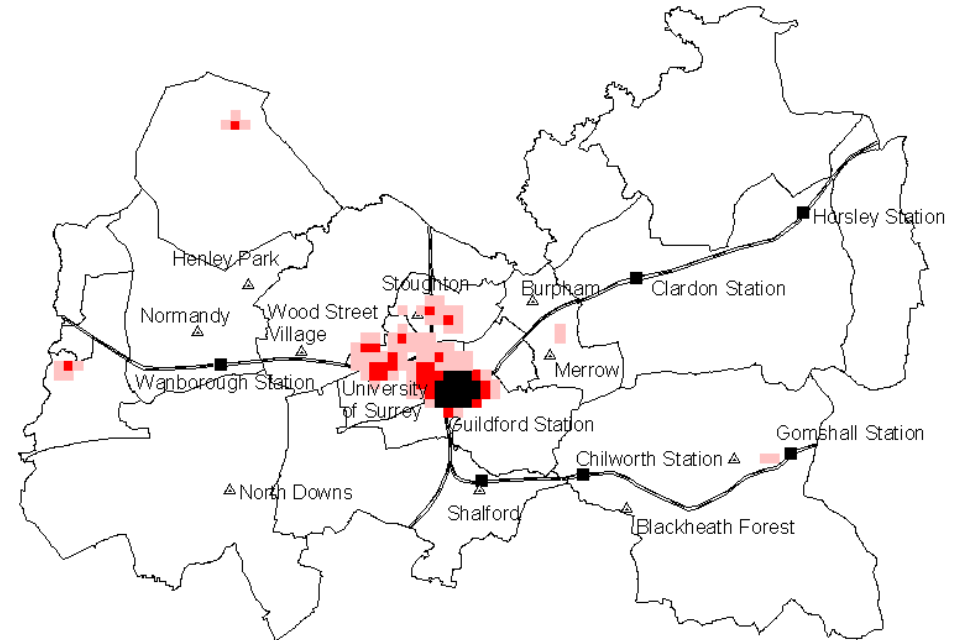 Horsley Station
Henley Park
Stoughton
Burpham
Clardon Station
Normandy
Wood Street
Village
Merrow
Wanborough Station
University
of Surrey
Guildford Station
Gomshall Station
Chilworth Station
North Downs
Shalford
Blackheath Forest